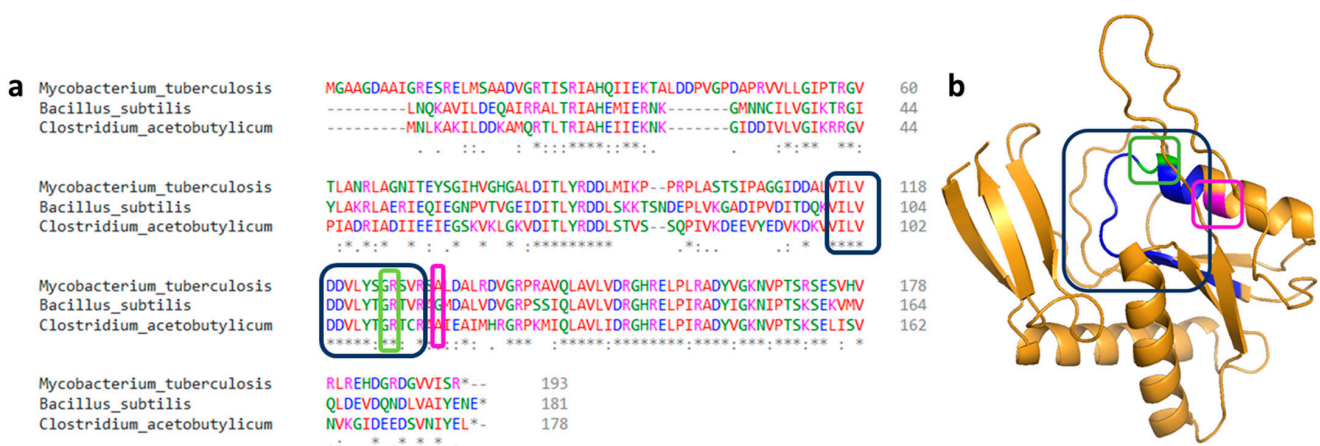 a
b
Mycobacterium_tuberculosis MGAAGDAAIGRESRELMSAADVGRTISRIAHQIIEKTALDDPVGPDAPRVVLLGIPTRGV 60
Bacillus_subtilis ---------LNQKAVILDEQAIRRALTRIAHEMIERNK-------GMNNCILVGIKTRGI 44
Clostridium_acetobutylicum ---------MNLKAKILDDKAMQRTLTRIAHEIIEKNK-------GIDDIVLVGIKRRGV 44
. . ::. : *:::****:**:. . :*:** **:
Mycobacterium_tuberculosis TLANRLAGNITEYSGIHVGHGALDITLYRDDLMIKP--PRPLASTSIPAGGIDDALVILV 118
Bacillus_subtilis YLAKRLAERIEQIEGNPVTVGEIDITLYRDDLSKKTSNDEPLVKGADIPVDITDQKVILV 104
Clostridium_acetobutylicum PIADRIADIIEEIEGSKVKLGKVDITLYRDDLSTVS--SQPIVKDEEVYEDVKDKVVILV 102
:*.*:* * : .* * * :********* .*:.. : * ****
Mycobacterium_tuberculosis DDVLYSGRSVRSALDALRDVGRPRAVQLAVLVDRGHRELPLRADYVGKNVPTSRSESVHV 178
Bacillus_subtilis DDVLYTGRTVRAGMDALVDVGRPSSIQLAVLVDRGHRELPIRADYIGKNIPTSKSEKVMV 164
Clostridium_acetobutylicum DDVLYTGRTCRAAIEAIMHRGRPKMIQLAVLIDRGHRELPIRADYVGKNVPTSKSELISV 162
*****:**: *:.::*: . *** :*****:********:****:***:***:** : *
Mycobacterium_tuberculosis RLREHDGRDGVVISR*-- 193
Bacillus_subtilis QLDEVDQNDLVAIYENE* 181
Clostridium_acetobutylicum NVKGIDEEDSVNIYEL*- 178
.: * * * *